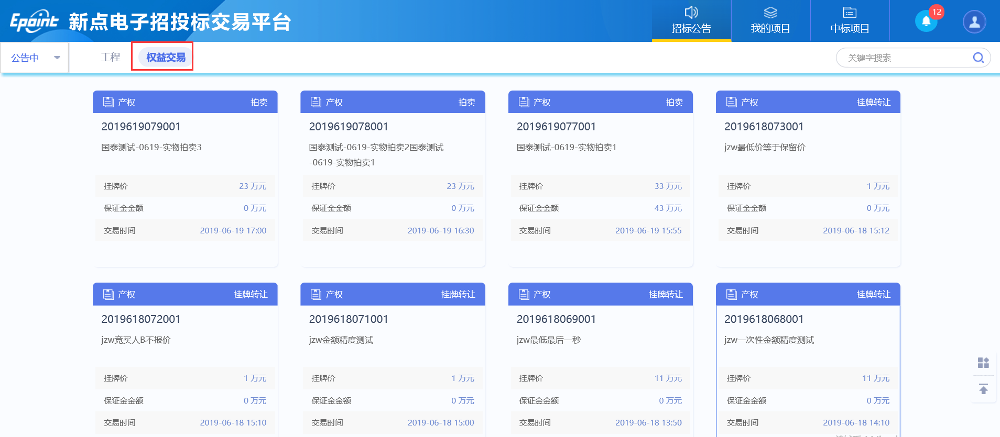 Epoint 新点电子招投标交易平台
招标公告
我的项目
中标项目
12
公告中
工程
权益交易
关键字搜索
产权 拍卖
2019619079001
国泰测试-0619-实物拍卖3
挂牌价 23 万元
保证金金额 0 万元
交易时间 2019-06-19 17:00
产权 拍卖
2019619078001
国泰测试-0619-实物拍卖2国泰测试
-0619-实物拍卖1
挂牌价 23 万元
保证金金额 0 万元
交易时间 2019-06-19 16:30
产权 拍卖
2019619077001
国泰测试-0619-实物拍卖1
挂牌价 33 万元
保证金金额 43 万元
交易时间 2019-06-19 15:55
产权 挂牌转让
2019618073001
jzw最低价等于保留价
挂牌价 1 万元
保证金金额 0 万元
交易时间 2019-06-18 15:12
产权 挂牌转让
2019618072001
jzw竞买人B不报价
挂牌价 1 万元
保证金金额 0 万元
交易时间 2019-06-18 15:10
产权 挂牌转让
2019618071001
jzw金额精度测试
挂牌价 1 万元
保证金金额 0 万元
交易时间 2019-06-18 15:00
产权 挂牌转让
2019618069001
jzw最低最后一秒
挂牌价 11 万元
保证金金额 0 万元
交易时间 2019-06-18 13:50
产权 挂牌转让
2019618068001
jzw一次性金额精度测试
挂牌价 11 万元
保证金金额 0 万元
交易时间 2019-06-18 14:10